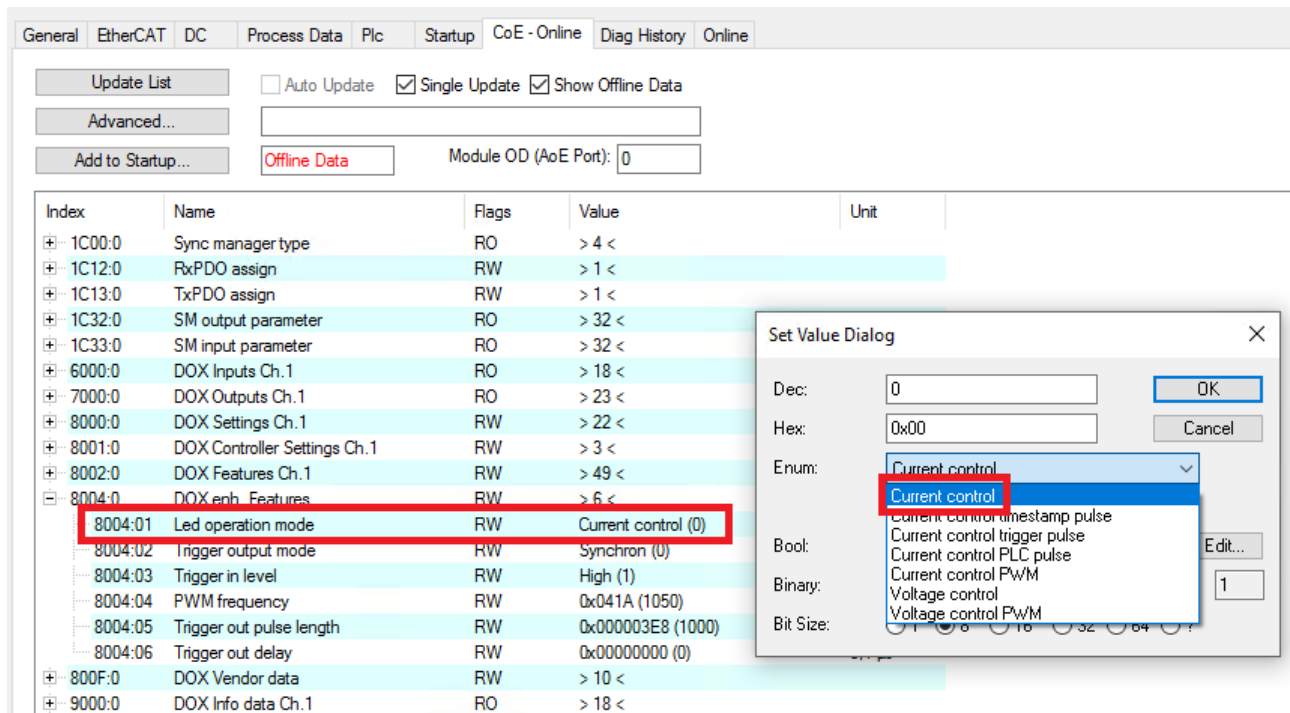 General EtherCAT DC Process Data Plc Startup CoE - Online Diag History Online
Update List Auto Update Single Update Show Offline Data
Advanced...
Add to Startup... Offline Data Module OD (AoE Port): 0
Index Name Flags Value Unit
1C00:0 Sync manager type RO > 4 <
1C12:0 RxPDO assign RW > 1 <
1C13:0 TxPDO assign RW > 1 <
1C32:0 SM output parameter RO > 32 <
1C33:0 SM input parameter RO > 32 <
6000:0 DOX Inputs Ch.1 RO > 18 <
7000:0 DOX Outputs Ch.1 RO > 23 <
8000:0 DOX Settings Ch.1 RW > 22 <
8001:0 DOX Controller Settings Ch.1 RW > 3 <
8002:0 DOX Features Ch.1 RW > 49 <
8004:0 DOX enh. Features RW > 6 <
8004:01 Led operation mode RW Current control (0)
8004:02 Trigger output mode RW Synchron (0)
8004:03 Trigger in level RW High (1)
8004:04 PWM frequency RW 0x041A (1050)
8004:05 Trigger out pulse length RW 0x000003E8 (1000)
8004:06 Trigger out delay RW 0x00000000 (0)
800F:0 DOX Vendor data RW > 10 <
9000:0 DOX Info data Ch.1 RO > 18 <
Set Value Dialog
Dec: 0 OK
Hex: 0x00 Cancel
Enum: Current control
Current control
Current control timestamp pulse
Current control trigger pulse
Current control PLC pulse
Current control PWM
Voltage control
Voltage control PWM
Bool: Edit...
Binary: 1
Bit Size: 1 8 16 32 64 ?